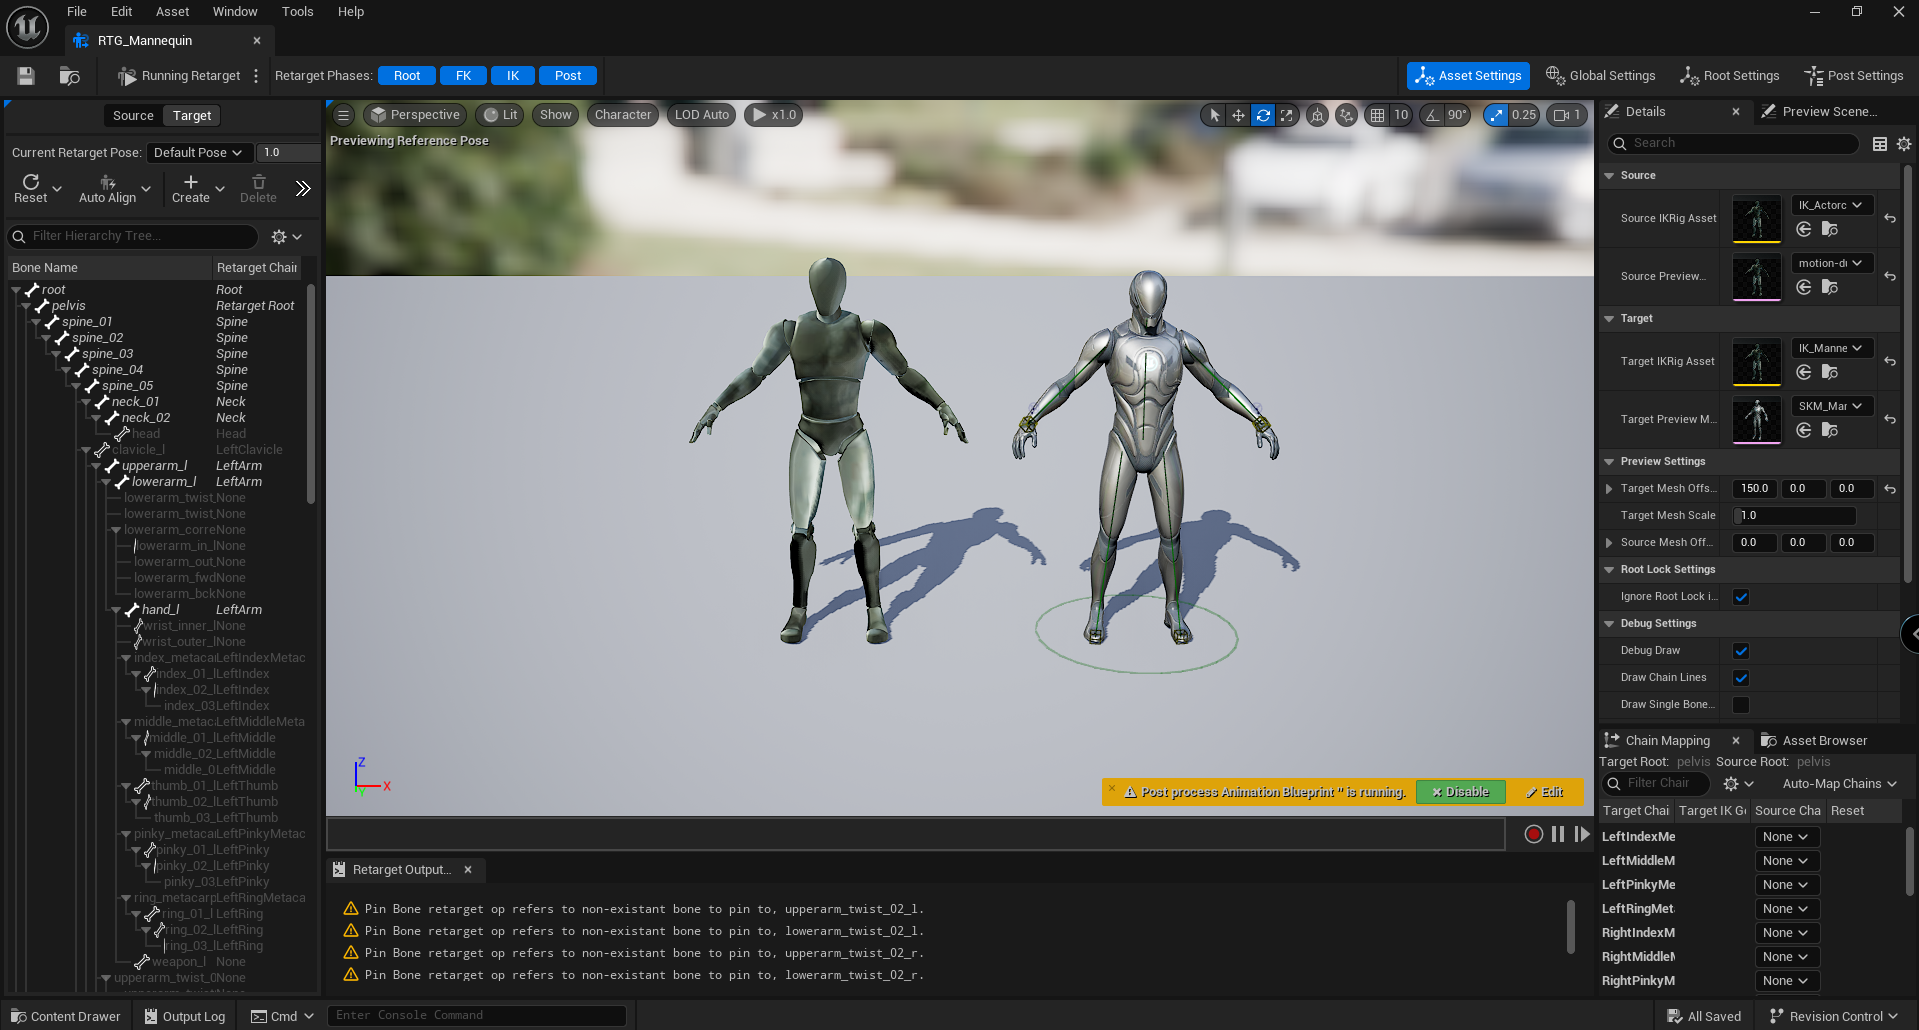 File Edit Asset Window Tools Help
RTG_Mannequin
Running Retarget Retarget Phases: Root FK IK Post Asset Settings Global Settings Root Settings Post Settings
Source Target
Current Retarget Pose: Default Pose 1.0
Reset Auto Align Create Delete
Filter Hierarchy Tree...
Bone Name Retarget Chair
root Root
pelvis Retarget Root
spine_01 Spine
spine_02 Spine
spine_03 Spine
spine_04 Spine
spine_05 Spine
neck_01 Neck
neck_02 Neck
head Head
clavicle_l LeftClavicle
upperarm_l LeftArm
lowerarm_l LeftArm
lowerarm_twist_ None
lowerarm_twist_ None
lowerarm_corre None
lowerarm_in_l None
lowerarm_out_ None
lowerarm_fwd None
lowerarm_bck None
hand_l LeftArm
wrist_inner_l None
wrist_outer_l None
index_metacar LeftIndexMetac
index_01_l LeftIndex
index_02_l LeftIndex
index_03 LeftIndex
middle_metaca LeftMiddleMeta
middle_01_l LeftMiddle
middle_02_ LeftMiddle
middle_0 LeftMiddle
thumb_01_l LeftThumb
thumb_02_l LeftThumb
thumb_03_ LeftThumb
pinky_metacar LeftPinkyMetac
pinky_01_l LeftPinky
pinky_02_l LeftPinky
pinky_03 LeftPinky
ring_metacarp LeftRingMetaca
ring_01_l LeftRing
ring_02_l LeftRing
ring_03_l LeftRing
weapon_l None
upperarm_twist_0 None
Perspective Lit Show Character LOD Auto x1.0 10 90° 0.25 1
Previewing Reference Pose
Z
X
Y
Post process Animation Blueprint '' is running. Disable Edit
Retarget Output...
Pin Bone retarget op refers to non-existant bone to pin to, upperarm_twist_02_l.
Pin Bone retarget op refers to non-existant bone to pin to, lowerarm_twist_02_l.
Pin Bone retarget op refers to non-existant bone to pin to, upperarm_twist_02_r.
Pin Bone retarget op refers to non-existant bone to pin to, lowerarm_twist_02_r.
Details Preview Scene...
Search
Source
Source IKRig Asset IK_Actorc
Source Preview... motion-du
Target
Target IKRig Asset IK_Manne
Target Preview M... SKM_Mar
Preview Settings
Target Mesh Offs... 150.0 0.0 0.0
Target Mesh Scale 1.0
Source Mesh Off... 0.0 0.0 0.0
Root Lock Settings
Ignore Root Lock i...
Debug Settings
Debug Draw
Draw Chain Lines
Draw Single Bone...
Chain Mapping Asset Browser
Target Root: pelvis Source Root: pelvis
Filter Chair Auto-Map Chains
Target Chai Target IK Go Source Cha Reset
LeftIndexMe None
LeftMiddleM None
LeftPinkyMe None
LeftRingMeta None
RightIndexM None
RightMiddleM None
RightPinkyM None
Content Drawer Output Log Cmd Enter Console Command All Saved Revision Control